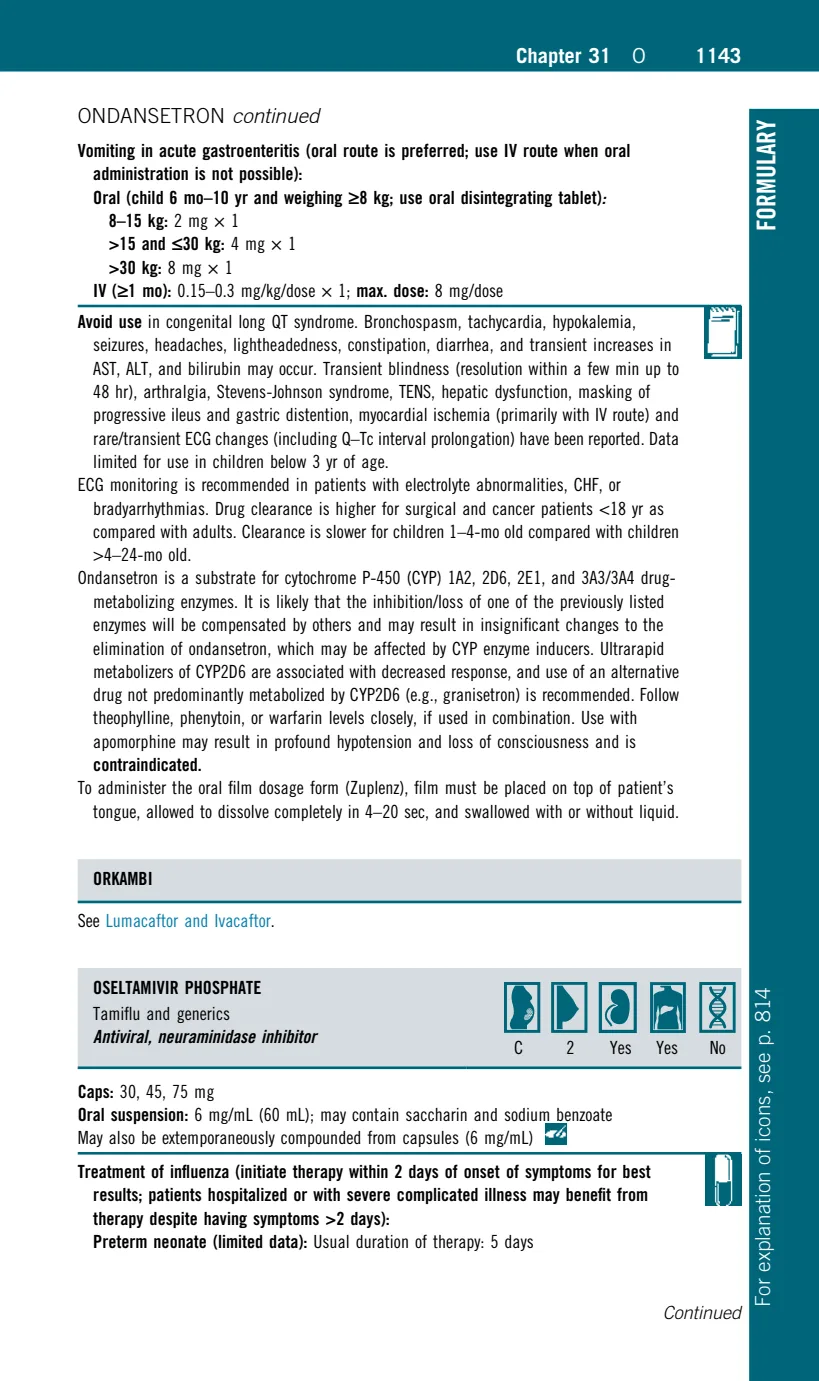 Chapter 31 O 1143
ONDANSETRON continued
Vomiting in acute gastroenteritis (oral route is preferred; use IV route when oral
administration is not possible):
Oral (child 6 mo–10 yr and weighing ≥8 kg; use oral disintegrating tablet):
8–15 kg: 2 mg × 1
>15 and ≤30 kg: 4 mg × 1
>30 kg: 8 mg × 1
IV (≥1 mo): 0.15–0.3 mg/kg/dose × 1; max. dose: 8 mg/dose
Avoid use in congenital long QT syndrome. Bronchospasm, tachycardia, hypokalemia,
seizures, headaches, lightheadedness, constipation, diarrhea, and transient increases in
AST, ALT, and bilirubin may occur. Transient blindness (resolution within a few min up to
48 hr), arthralgia, Stevens-Johnson syndrome, TENS, hepatic dysfunction, masking of
progressive ileus and gastric distention, myocardial ischemia (primarily with IV route) and
rare/transient ECG changes (including Q–Tc interval prolongation) have been reported. Data
limited for use in children below 3 yr of age.
ECG monitoring is recommended in patients with electrolyte abnormalities, CHF, or
bradyarrhythmias. Drug clearance is higher for surgical and cancer patients <18 yr as
compared with adults. Clearance is slower for children 1–4-mo old compared with children
>4–24-mo old.
Ondansetron is a substrate for cytochrome P-450 (CYP) 1A2, 2D6, 2E1, and 3A3/3A4 drug-
metabolizing enzymes. It is likely that the inhibition/loss of one of the previously listed
enzymes will be compensated by others and may result in insignificant changes to the
elimination of ondansetron, which may be affected by CYP enzyme inducers. Ultrarapid
metabolizers of CYP2D6 are associated with decreased response, and use of an alternative
drug not predominantly metabolized by CYP2D6 (e.g., granisetron) is recommended. Follow
theophylline, phenytoin, or warfarin levels closely, if used in combination. Use with
apomorphine may result in profound hypotension and loss of consciousness and is
contraindicated.
To administer the oral film dosage form (Zuplenz), film must be placed on top of patient's
tongue, allowed to dissolve completely in 4–20 sec, and swallowed with or without liquid.
ORKAMBI
See Lumacaftor and Ivacaftor.
OSELTAMIVIR PHOSPHATE
Tamiflu and generics
Antiviral, neuraminidase inhibitor
C 2 Yes Yes No
Caps: 30, 45, 75 mg
Oral suspension: 6 mg/mL (60 mL); may contain saccharin and sodium benzoate
May also be extemporaneously compounded from capsules (6 mg/mL)
Treatment of influenza (initiate therapy within 2 days of onset of symptoms for best
results; patients hospitalized or with severe complicated illness may benefit from
therapy despite having symptoms >2 days):
Preterm neonate (limited data): Usual duration of therapy: 5 days
Continued
FORMULARY
For explanation of icons, see p. 814